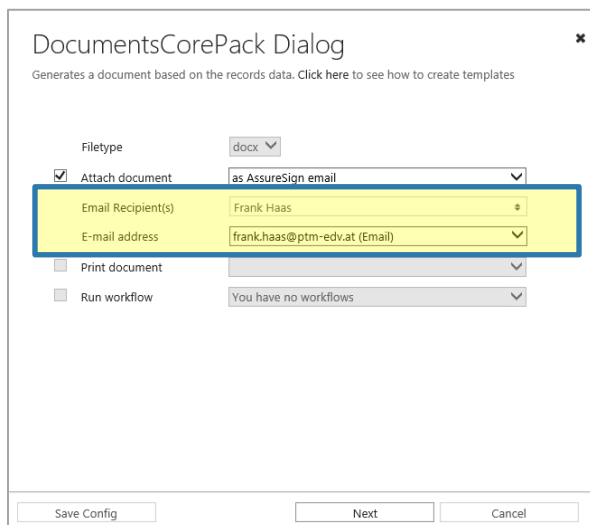 DocumentsCorePack Dialog
Generates a document based on the records data. Click here to see how to create templates
Filetype docx
Attach document as AssureSign email
Email Recipient(s) Frank Haas
E-mail address frank.haas@ptm-edv.at (Email)
Print document
Run workflow You have no workflows
Save Config Next Cancel